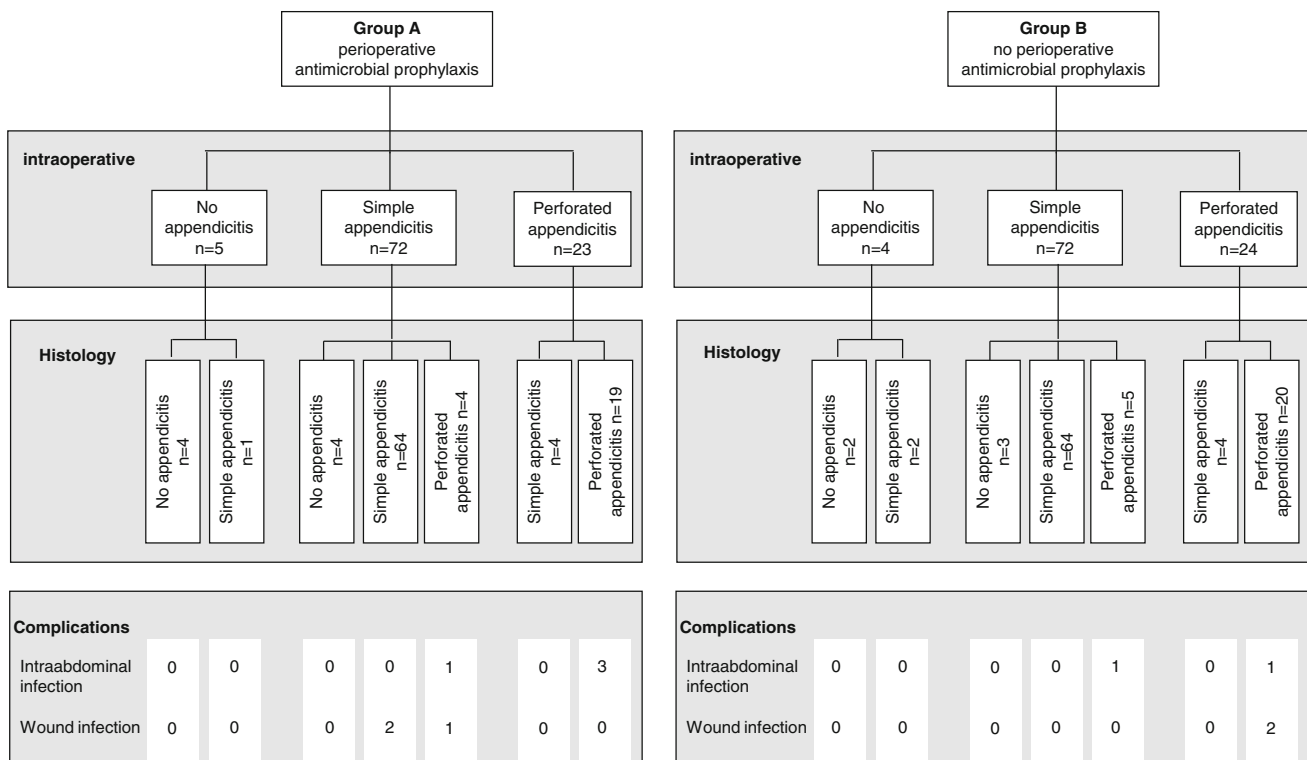 Group A
perioperative
antimicrobial prophylaxis
intraoperative
No
appendicitis
n=5
Simple
appendicitis
n=72
Perforated
appendicitis
n=23
Histology
No appendicitis
n=4
Simple appendicitis
n=1
No appendicitis
n=4
Simple appendicitis
n=64
Perforated
appendicitis n=4
Simple appendicitis
n=4
Perforated
appendicitis n=19
Complications
Intraabdominal
infection
0 0 0 0 1 0 3
Wound infection 0 0 0 2 1 0 0
Group B
no perioperative
antimicrobial prophylaxis
intraoperative
No
appendicitis
n=4
Simple
appendicitis
n=72
Perforated
appendicitis
n=24
Histology
No appendicitis
n=2
Simple appendicitis
n=2
No appendicitis
n=3
Simple appendicitis
n=64
Perforated
appendicitis n=5
Simple appendicitis
n=4
Perforated
appendicitis n=20
Complications
Intraabdominal
infection
0 0 0 0 1 0 1
Wound infection 0 0 0 0 0 0 2